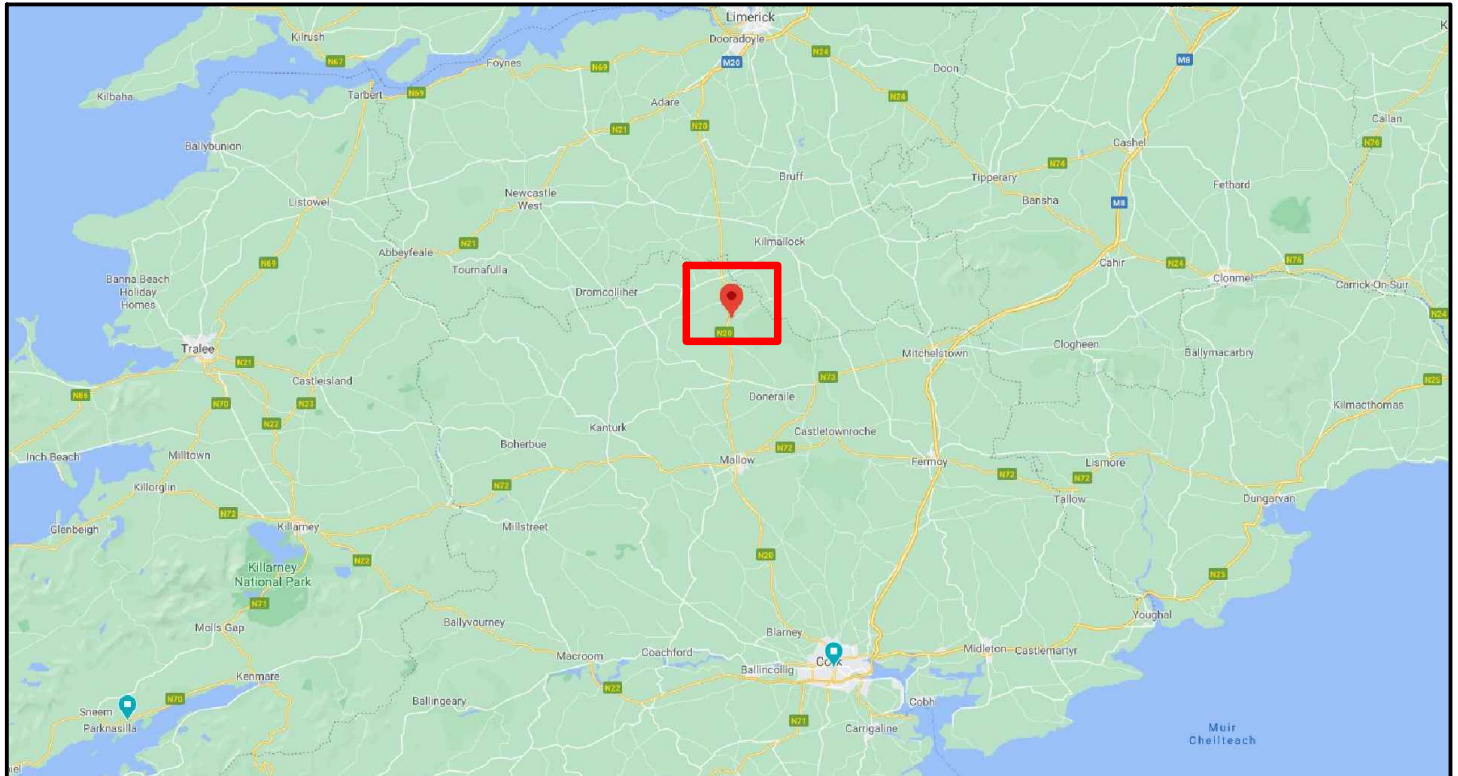 Limerick
Kilrush
Dooradoyle
N67
N24
M8
Foynes
N69
M20
Doon
Kilbaha
Tarbert
N69
Adare
N24
N21
N20
Callan
Ballybunion
Cashel
N76
Bruff
N74
Tipperary
Newcastle
West
Bansha
Fethard
Listowel
M8
Kilmallock
N21
Abbeyfeale
N69
Tournafulla
Cahir
N24
N76
Clonmel
Banna Beach
Holiday
Homes
Dromcolliher
Carrick-On-Suir
N24
N20
Tralee
Mitchelstown
Clogheen
Ballymacarbry
N21
Castleisland
N73
N25
N86
Doneraile
N70
N23
Kilmacthomas
N22
Kanturk
Castletownroche
Boherbue
N72
Inch Beach
Milltown
Mallow
Fermoy
Lismore
N72
N72
Killorglin
N72
Tallow
Dungarvan
N72
Glenbeigh
Killarney
Millstreet
N22
N20
Killarney
National Park
N25
N71
Youghal
Molls Gap
Ballyvourney
Blarney
Macroom
Coachford
Midleton
Castlemartyr
Ballincollig
Cork
Kenmare
N22
N70
Ballingeary
Cobh
Sneem
Parknasilla
N71
Carrigaline
Muir
Cheilteach